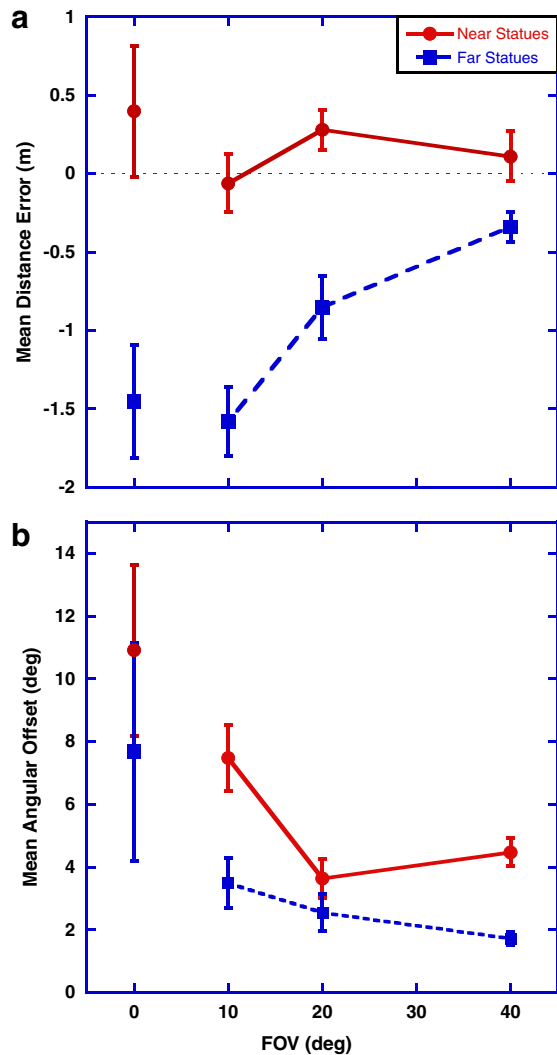 a
Near Statues
Far Statues
Mean Distance Error (m)
1
0.5
0
-0.5
-1
-1.5
-2
b
Mean Angular Offset (deg)
14
12
10
8
6
4
2
0
0 10 20 30 40
FOV (deg)